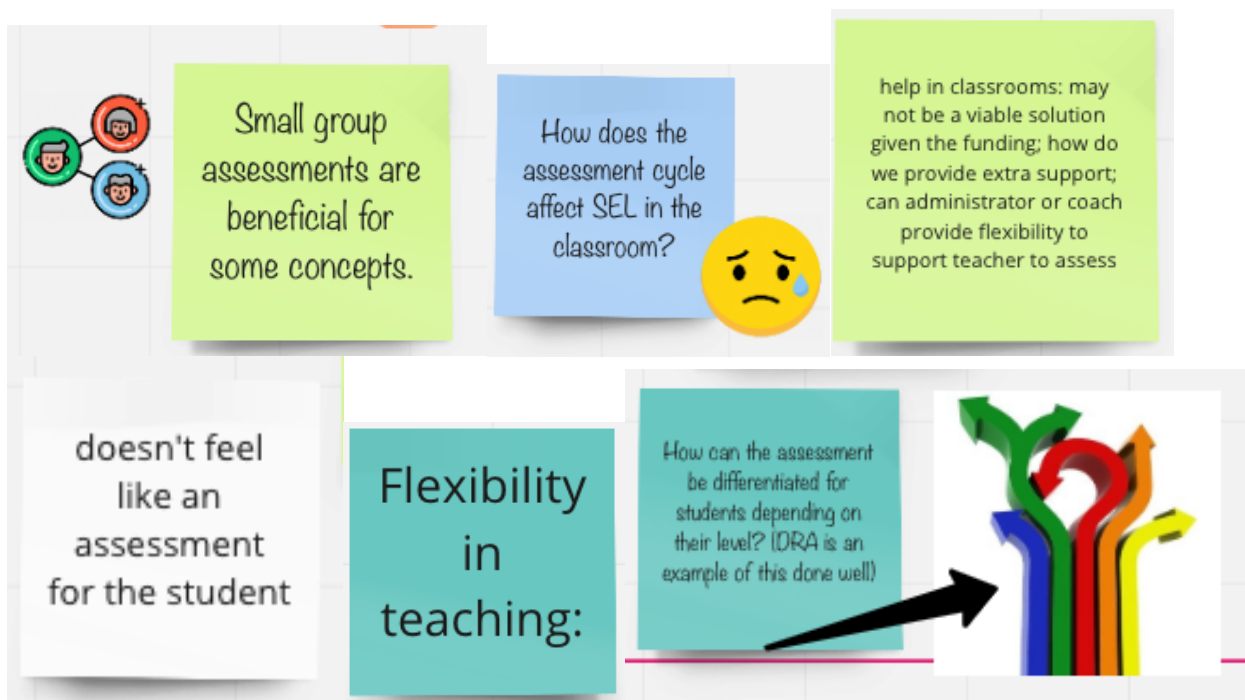 Small group
assessments are
beneficial for
some concepts.
How does the
assessment cycle
affect SEL in the
classroom?
help in classrooms: may
not be a viable solution
given the funding; how do
we provide extra support;
can administrator or coach
provide flexibility to
support teacher to assess
doesn't feel
like an
assessment
for the student
Flexibility
in
teaching:
How can the assessment
be differentiated for
students depending on
their level? (DRA is an
example of this done well)